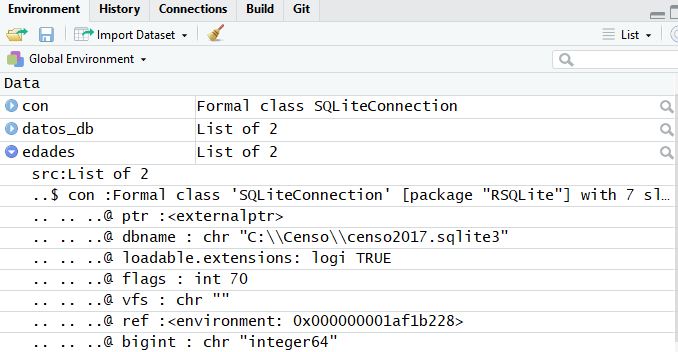 Environment History Connections Build Git
Import Dataset List
Global Environment
Data
con Formal class SQLiteConnection
datos_db List of 2
edades List of 2
src:List of 2
..$ con :Formal class 'SQLiteConnection' [package "RSQLite"] with 7 sl…
.. .. ..@ ptr :<externalptr>
.. .. ..@ dbname : chr "C:\\Censo\\censo2017.sqlite3"
.. .. ..@ loadable.extensions: logi TRUE
.. .. ..@ flags : int 70
.. .. ..@ vfs : chr ""
.. .. ..@ ref :<environment: 0x000000001af1b228>
.. .. ..@ bigint : chr "integer64"